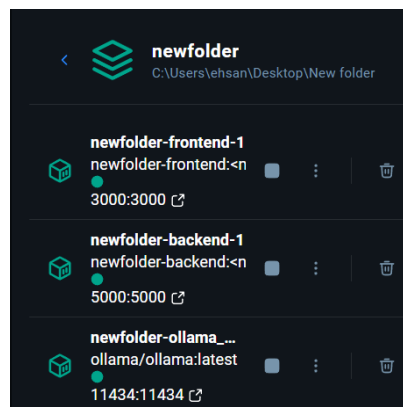 newfolder
C:\Users\ehsan\Desktop\New folder
newfolder-frontend-1
newfolder-frontend:<n
3000:3000
newfolder-backend-1
newfolder-backend:<n
5000:5000
newfolder-ollama_...
ollama/ollama:latest
11434:11434